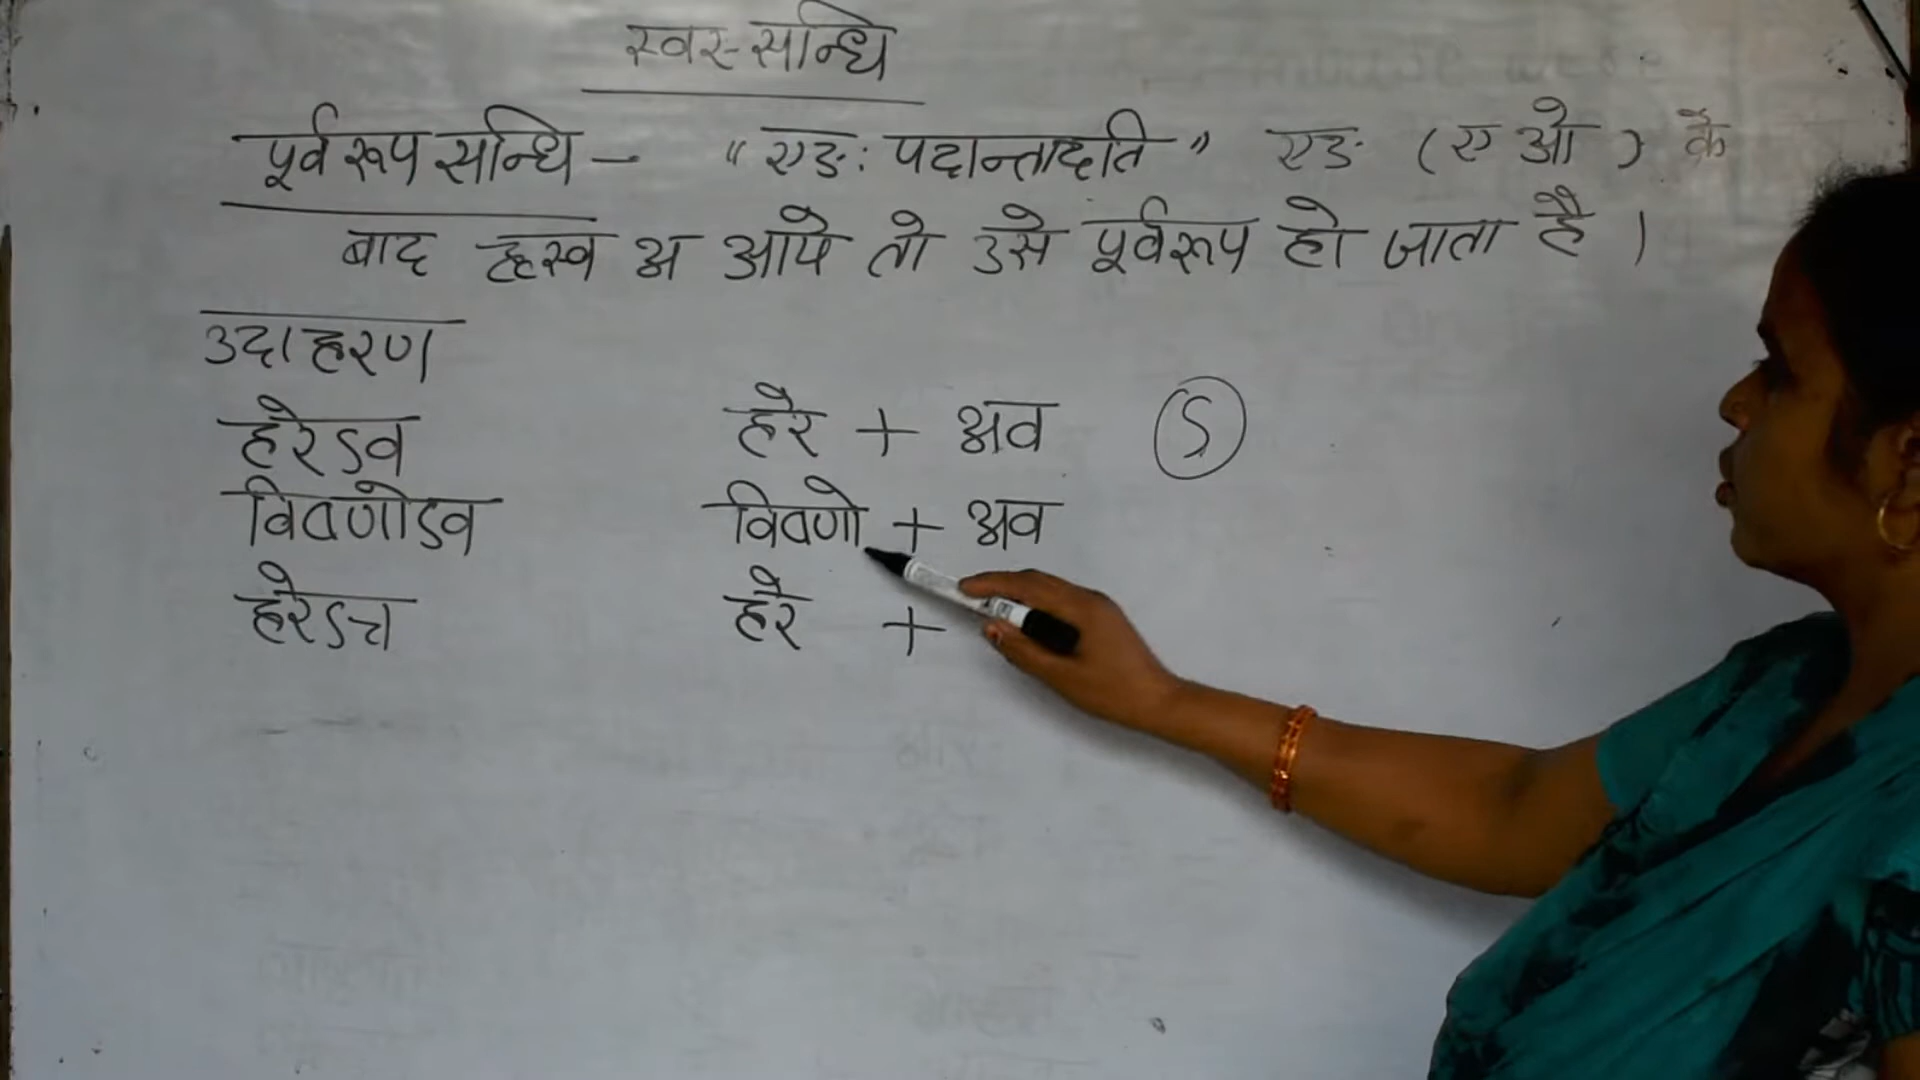 स्वर-सन्धि
पूर्वरूप सन्धि – "एङः पदान्तादति" एङ (ए ओ) के
बाद ह्रस्व अ आये तो उसे पूर्वरूप हो जाता है।
उदाहरण
हरेऽव हरे + अव ऽ
विष्णोऽव विष्णो + अव
हरेऽत्र हरे +